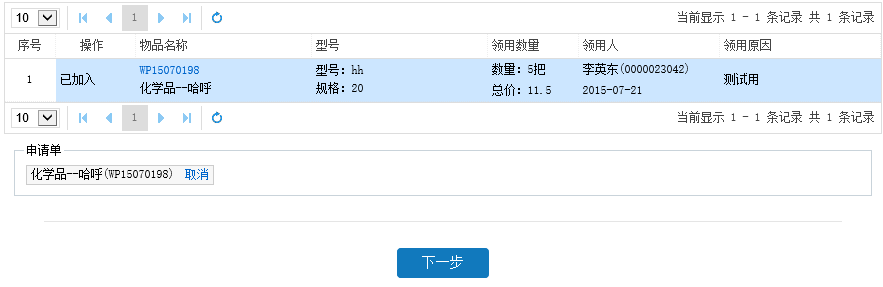 10 1 当前显示 1 - 1 条记录 共 1 条记录
序号 操作 物品名称 型号 领用数量 领用人 领用原因
1 已加入 WP15070198 型号: hh 数量: 5把 李英东(0000023042) 测试用
化学品--哈呼 规格: 20 总价: 11.5 2015-07-21
10 1 当前显示 1 - 1 条记录 共 1 条记录
申请单
化学品--哈呼(WP15070198) 取消
下一步